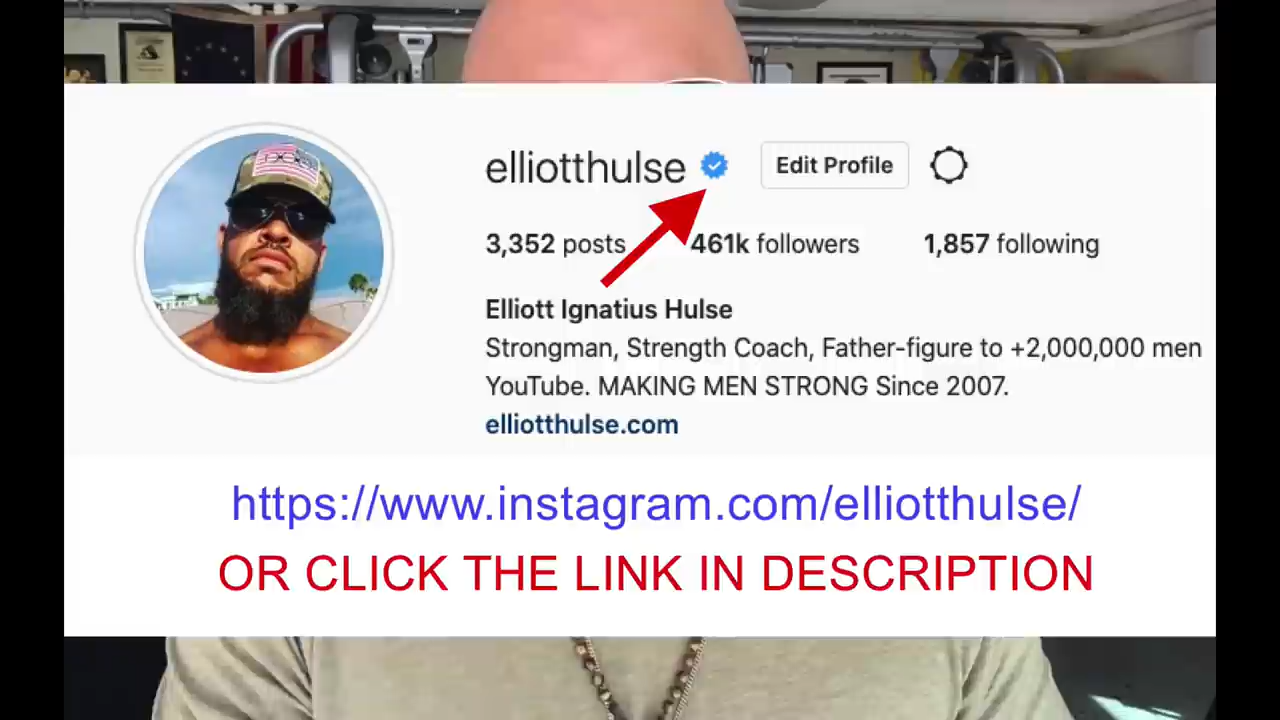 elliotthulse Edit Profile
3,352 posts 461k followers 1,857 following
Elliott Ignatius Hulse
Strongman, Strength Coach, Father-figure to +2,000,000 men
YouTube. MAKING MEN STRONG Since 2007.
elliotthulse.com
https://www.instagram.com/elliotthulse/
OR CLICK THE LINK IN DESCRIPTION